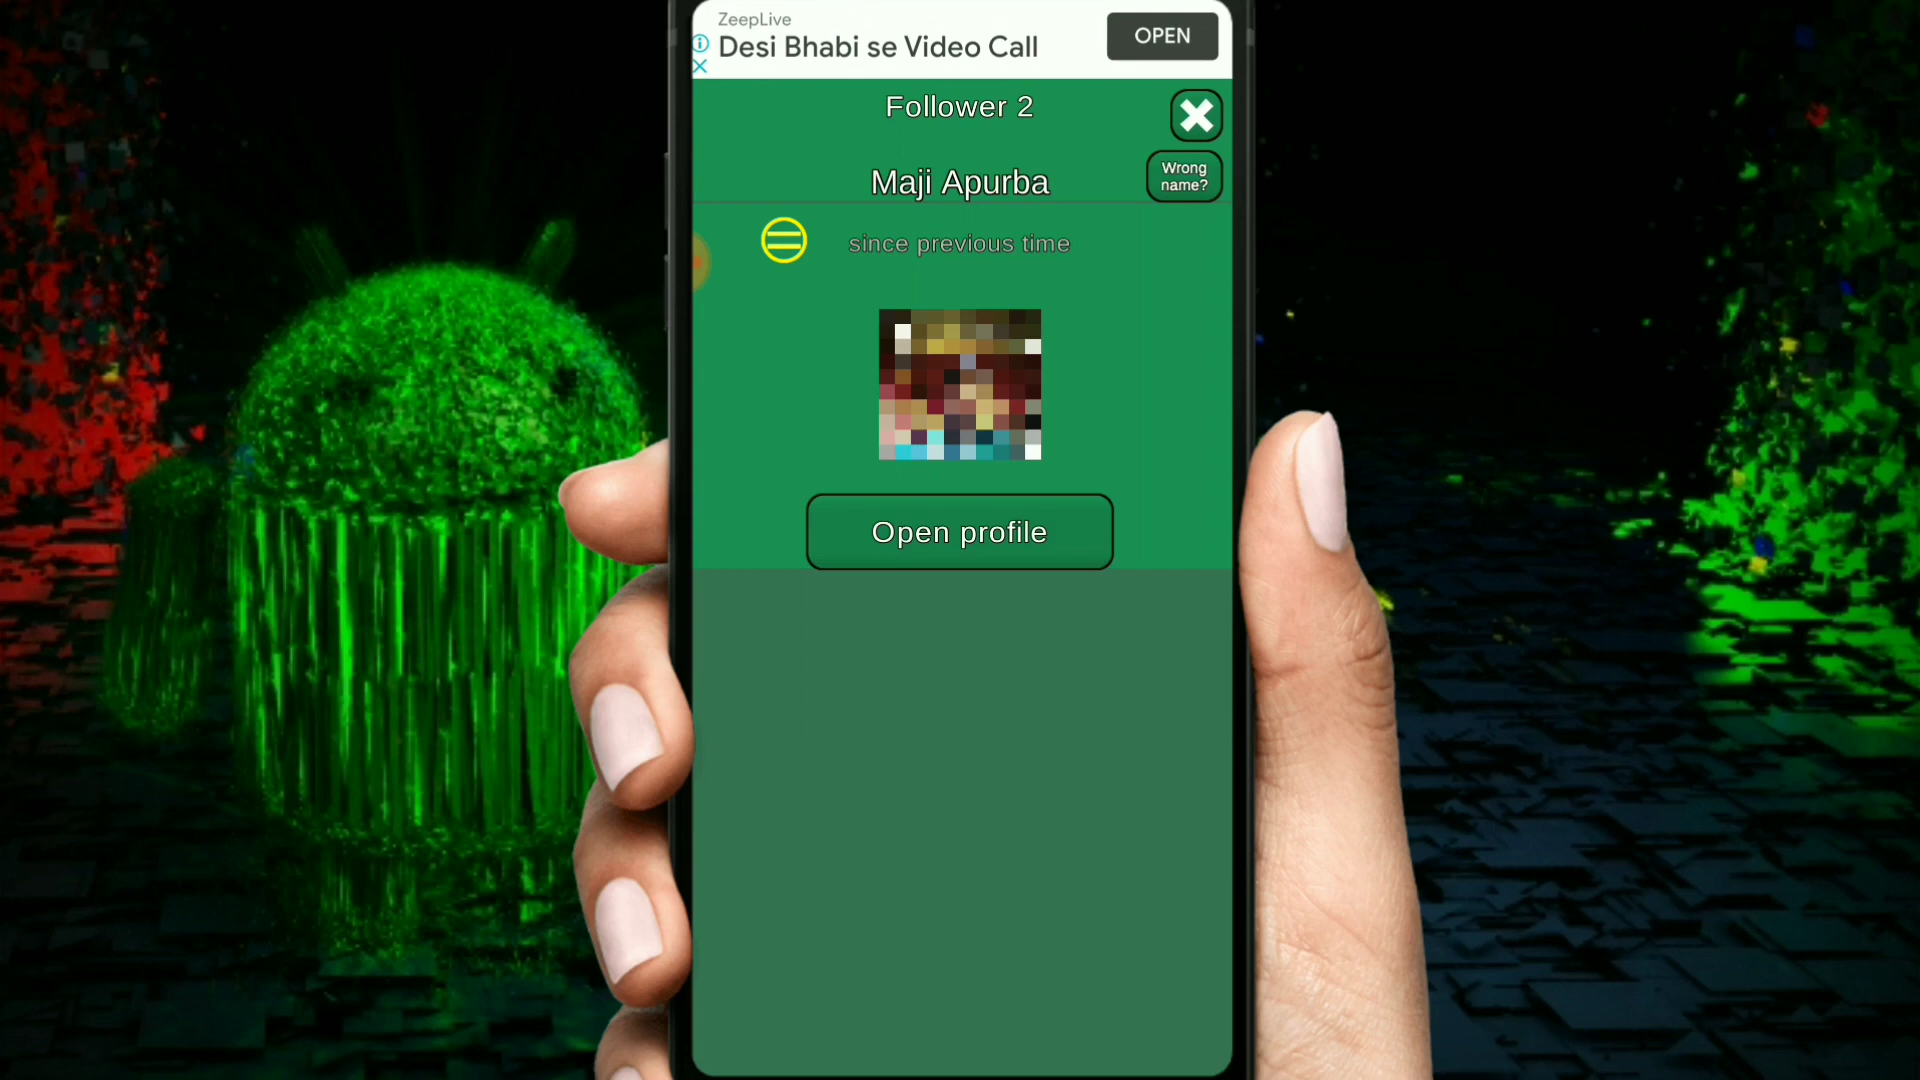 ZeepLive
Desi Bhabi se Video Call
OPEN
Follower 2
Maji Apurba
Wrong
name?
since previous time
Open profile